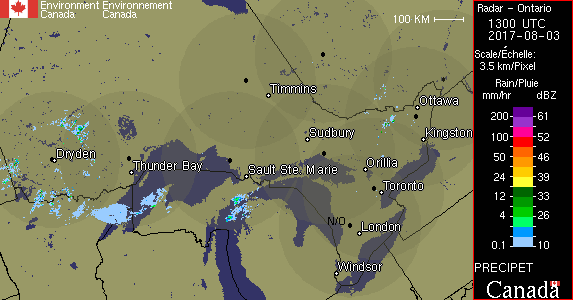 Environment Environnement
Canada Canada
100 KM
Timmins
Ottawa
Sudbury
Kingston
Dryden
Thunder Bay
Sault Ste. Marie
Orillia
Toronto
N/O
London
Windsor
Radar - Ontario
1300 UTC
2017-08-03
Scale/Échelle:
3.5 km/Pixel
Rain/Pluie
mm/hr dBZ
200 61
100 52
50 46
24 39
12 33
4 26
0.1 10
PRECIPET
Canada